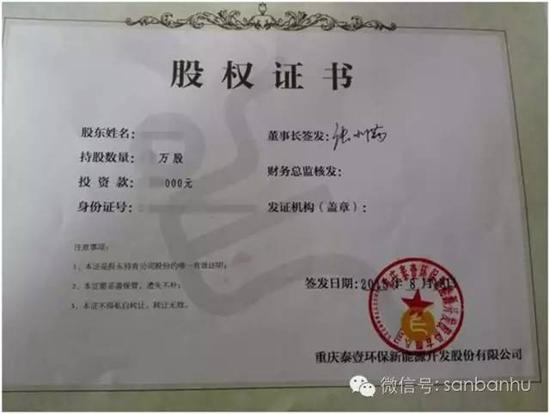 股权证书
股东姓名：
董事长签发：
持股数量： 万股
财务总监核发：
投资款： 000元
身份证号：
发证机构（盖章）：
注意事项：
1、本证是股东持有公司股份的唯一有效证明；
2、本证需妥善保管，遗失不补；
3、本证不得私自转让，转让无效。
签发日期：
重庆泰壹环保新能源开发股份有限公司
微信号: sanbanhu